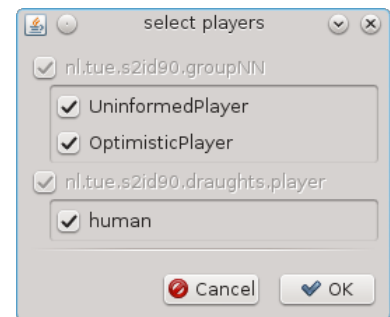 select players
nl.tue.s2id90.groupNN
UninformedPlayer
OptimisticPlayer
nl.tue.s2id90.draughts.player
human
Cancel OK